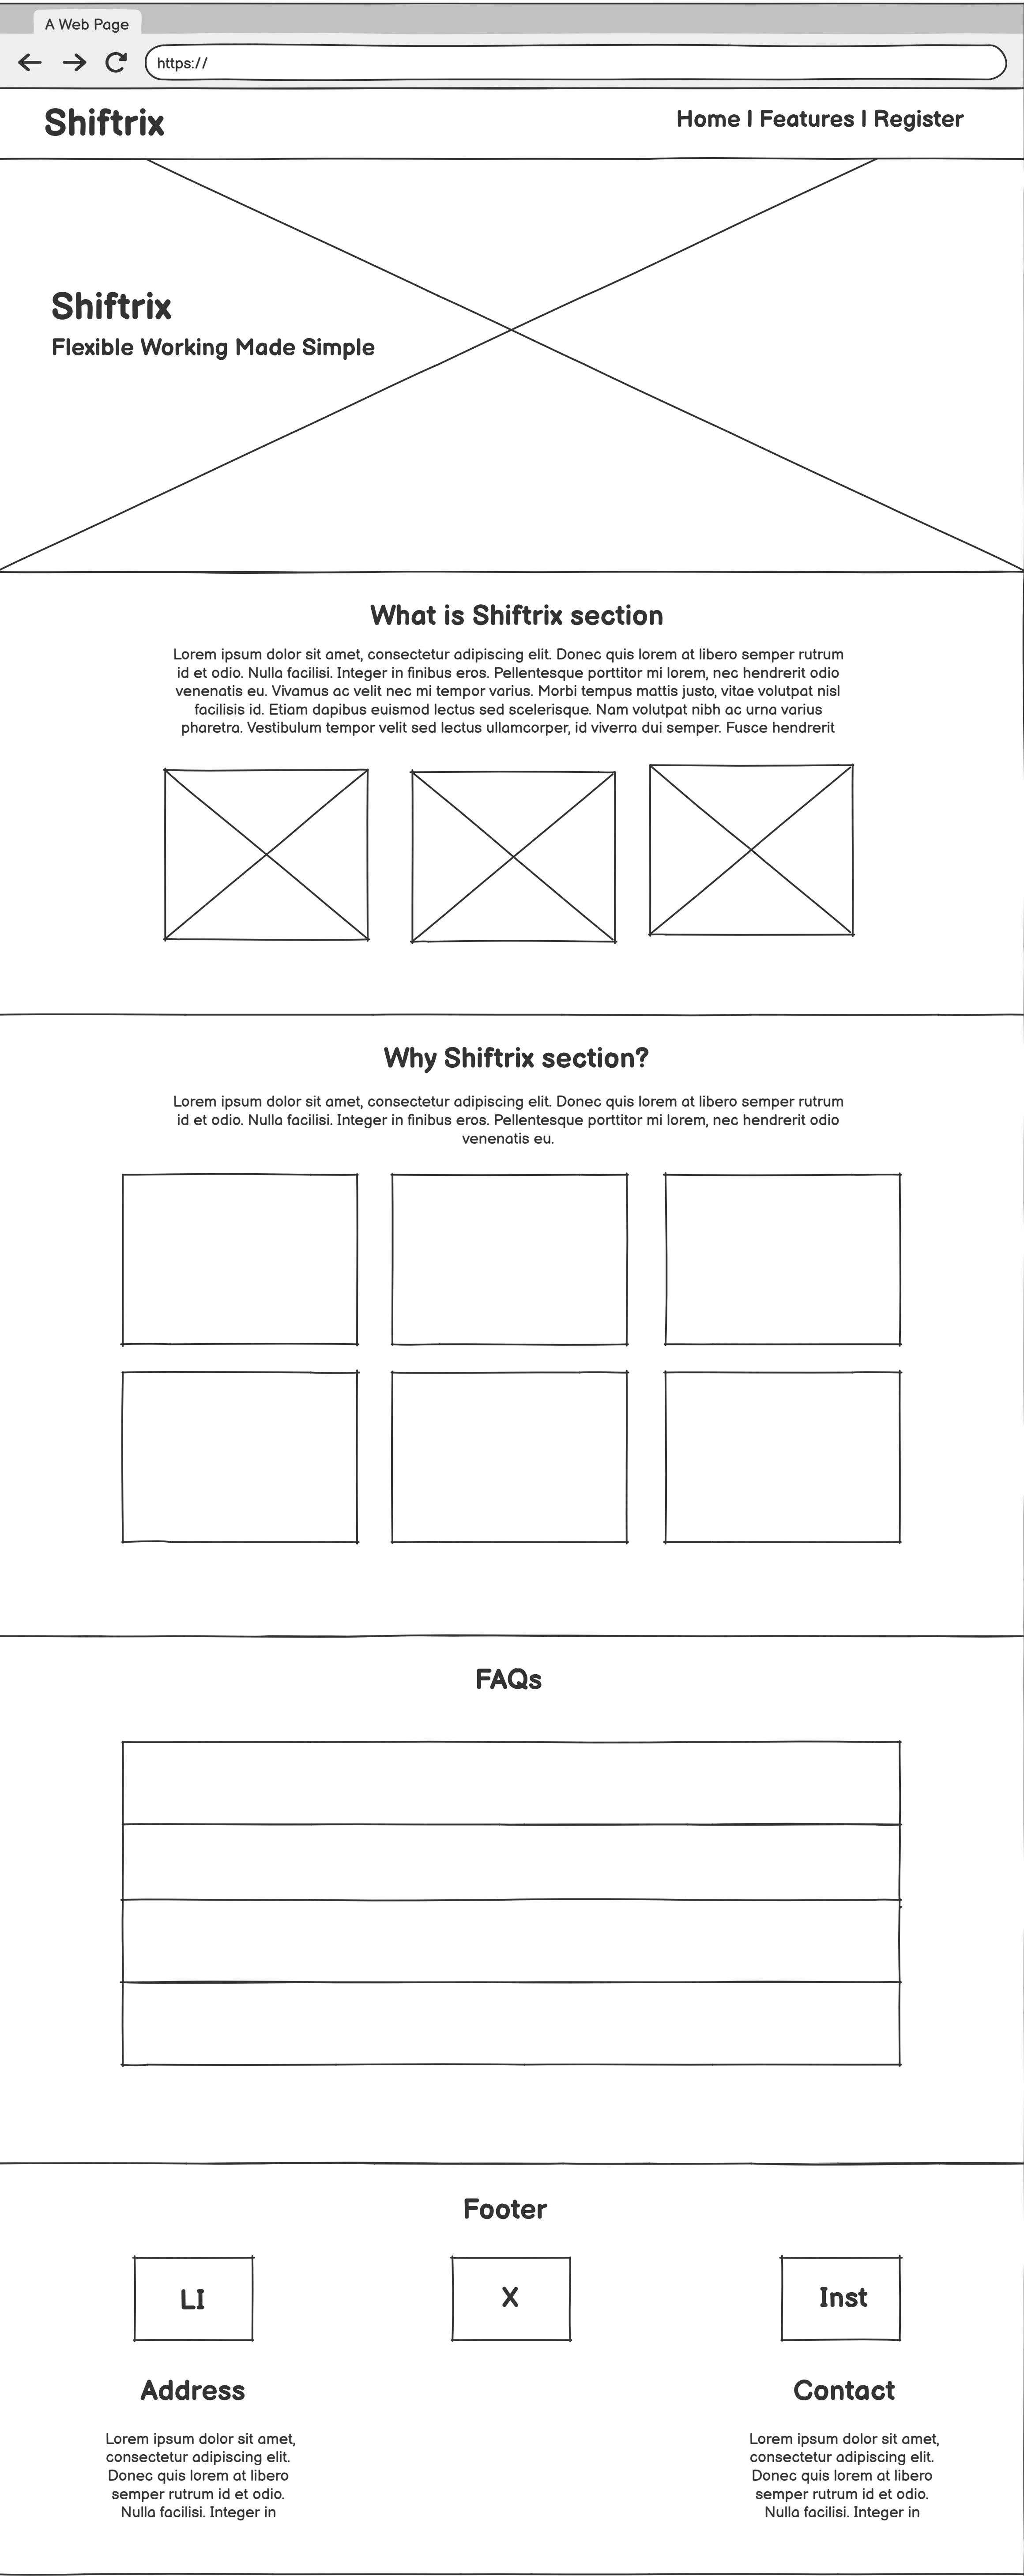 A Web Page
https://
Shiftrix
Home | Features | Register
Shiftrix
Flexible Working Made Simple
What is Shiftrix section
Lorem ipsum dolor sit amet, consectetur adipiscing elit. Donec quis lorem at libero semper rutrum
id et odio. Nulla facilisi. Integer in finibus eros. Pellentesque porttitor mi lorem, nec hendrerit odio
venenatis eu. Vivamus ac velit nec mi tempor varius. Morbi tempus mattis justo, vitae volutpat nisl
facilisis id. Etiam dapibus euismod lectus sed scelerisque. Nam volutpat nibh ac urna varius
pharetra. Vestibulum tempor velit sed lectus ullamcorper, id viverra dui semper. Fusce hendrerit
Why Shiftrix section?
Lorem ipsum dolor sit amet, consectetur adipiscing elit. Donec quis lorem at libero semper rutrum
id et odio. Nulla facilisi. Integer in finibus eros. Pellentesque porttitor mi lorem, nec hendrerit odio
venenatis eu.
FAQs
Footer
LI
X
Inst
Address
Lorem ipsum dolor sit amet,
consectetur adipiscing elit.
Donec quis lorem at libero
semper rutrum id et odio.
Nulla facilisi. Integer in
Contact
Lorem ipsum dolor sit amet,
consectetur adipiscing elit.
Donec quis lorem at libero
semper rutrum id et odio.
Nulla facilisi. Integer in